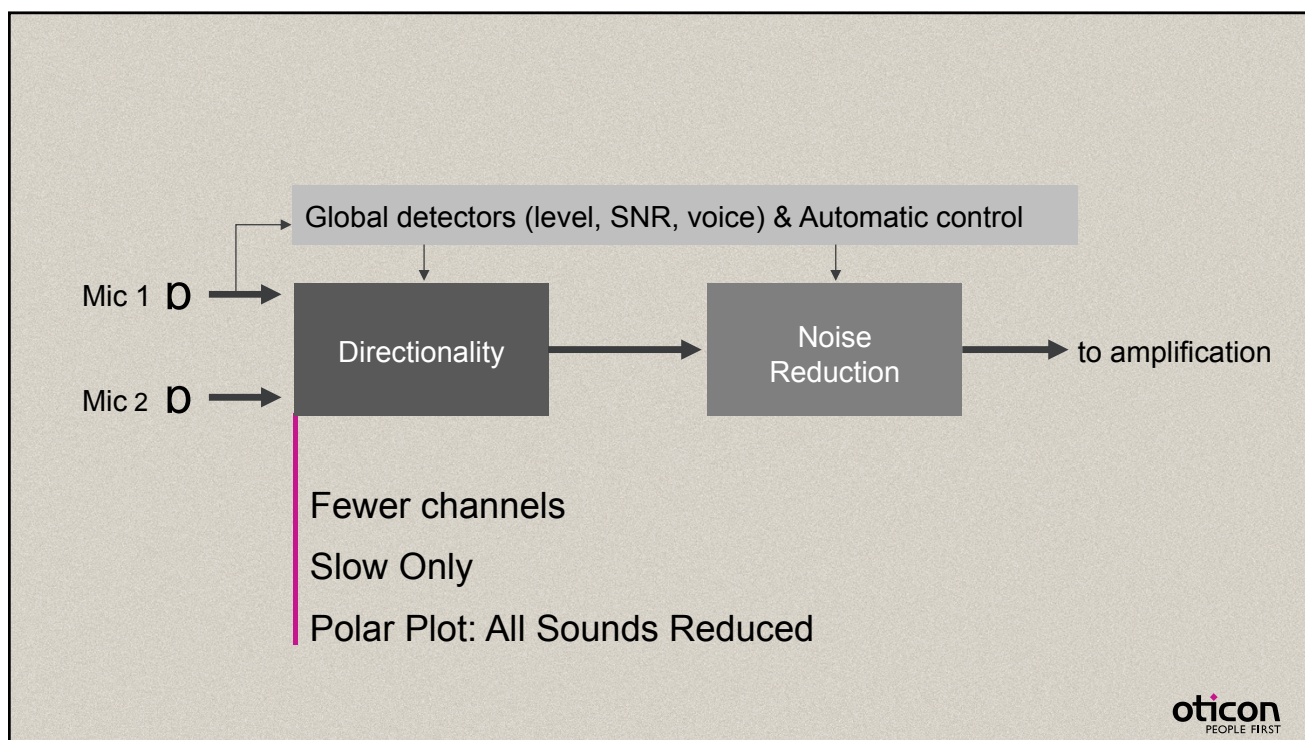 Global detectors (level, SNR, voice) & Automatic control
Mic 1
Mic 2
Directionality
Noise
Reduction
to amplification
Fewer channels
Slow Only
Polar Plot: All Sounds Reduced
oticon
PEOPLE FIRST